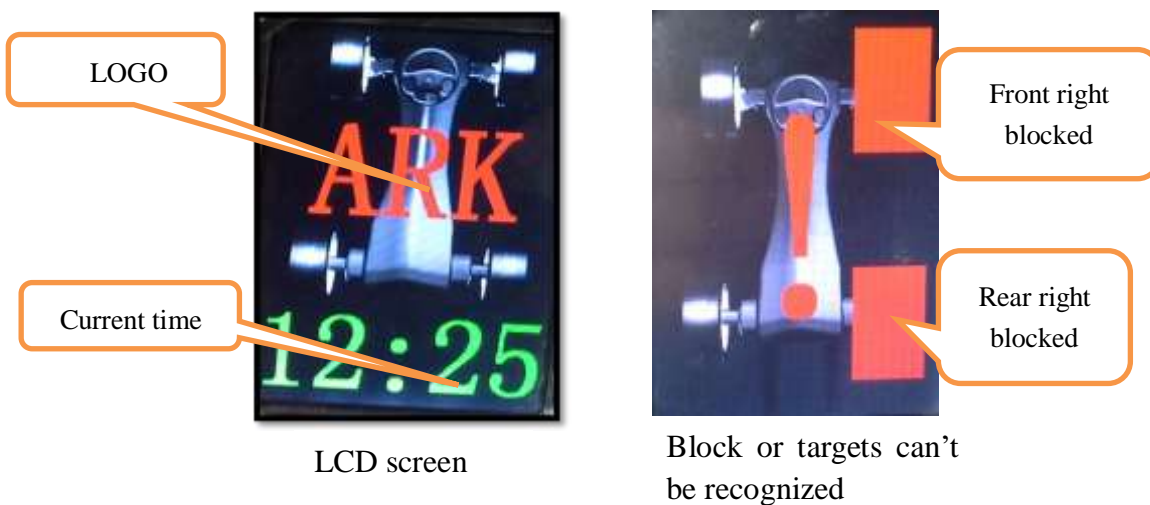 LOGO
ARK
Current time
12:25
LCD screen
Front right
blocked
Rear right
blocked
Block or targets can’t
be recognized